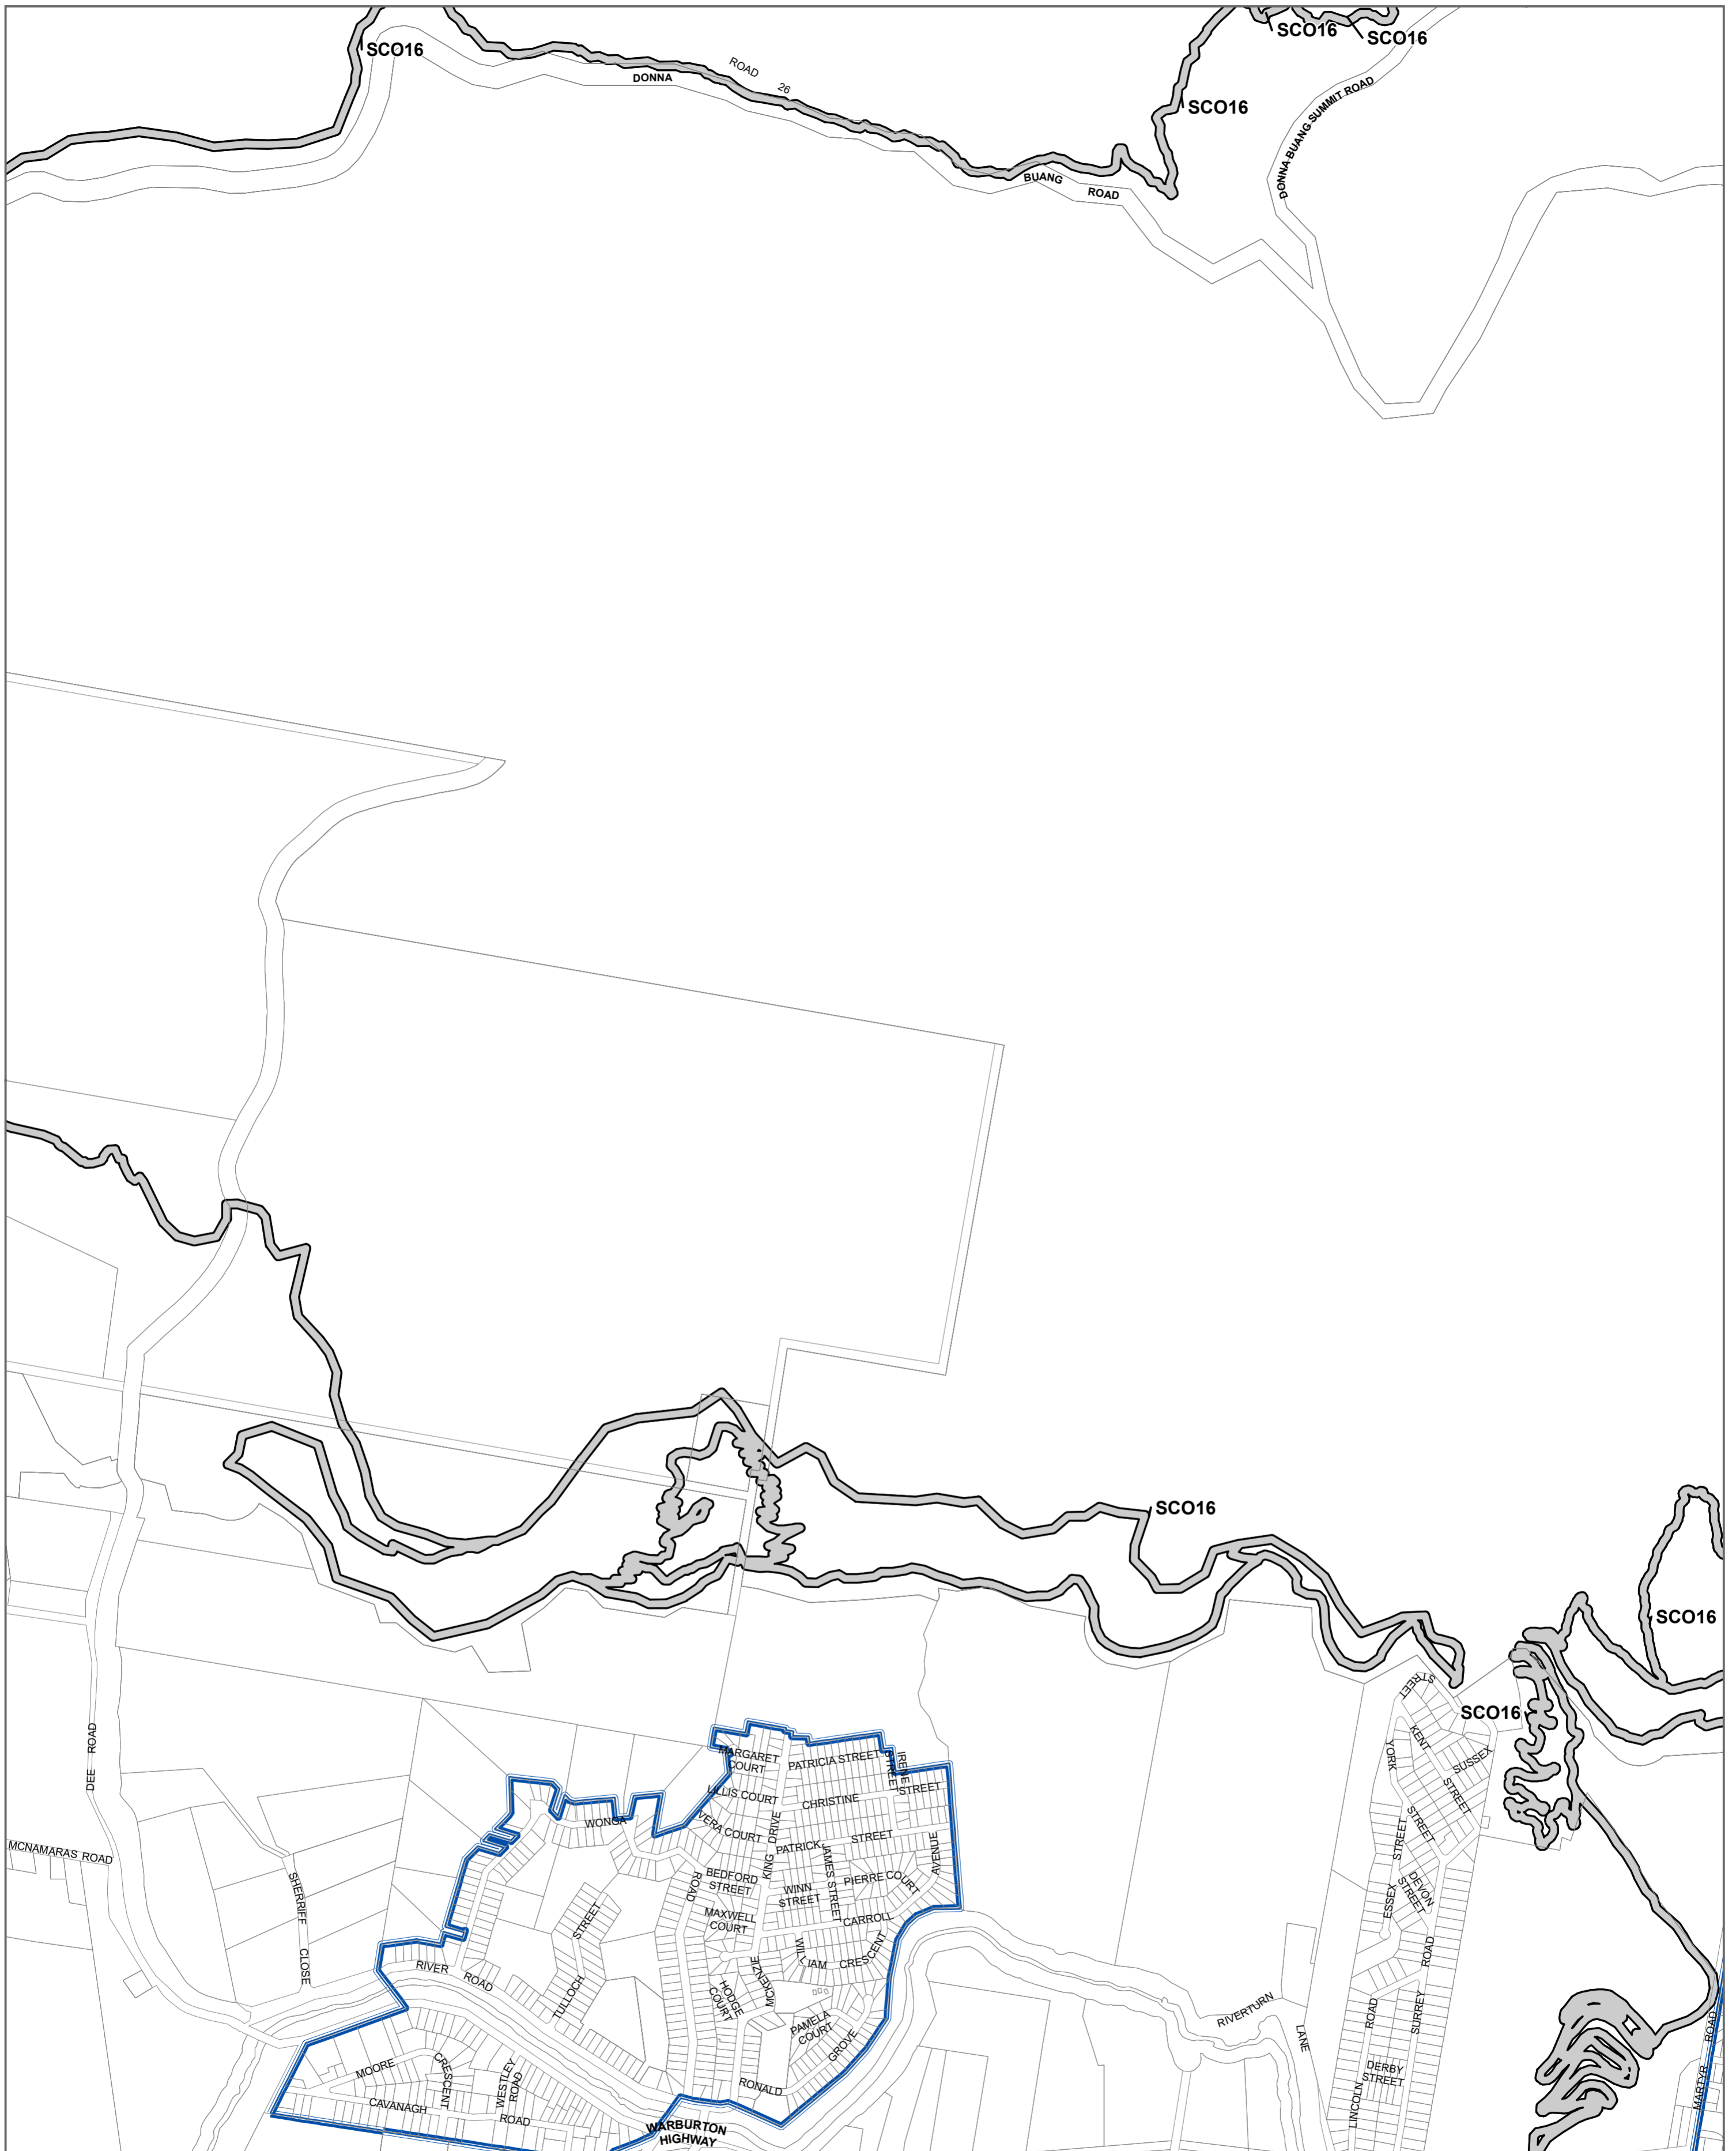 SCO16
SCO16
SCO16
ROAD 26
DONNA
SCO16
DONNA BUANG SUMMIT ROAD
BUANG
ROAD
SCO16
SCO16
STREET
SCO16
KENT
YORK
SUSSEX
STREET
STREET
MARGARET
COURT
PATRICIA STREET
IRENE
STREET
DEE ROAD
LILLIS COURT
CHRISTINE
STREET
WONGA
VERA COURT
KING DRIVE
PATRICK
STREET
AVENUE
STREET
MCNAMARAS ROAD
BEDFORD
STREET
ROAD
JAMES STREET
PIERRE COURT
WINN
STREET
DEVON
STREET
ESSEX
SHERRIFF
CLOSE
STREET
MAXWELL
COURT
CARROLL
WILLIAM
CRESCENT
ROAD
RIVER
ROAD
TULLOCH
HODGE
COURT
MCKENZIE
PAMELA
COURT
GROVE
RIVERTURN
LANE
ROAD
SURREY
ROAD
MOORE
CRESCENT
WESTLEY
ROAD
RONALD
DERBY
STREET
LINCOLN
MARTYR
CAVANAGH
ROAD
WARBURTON
HIGHWAY